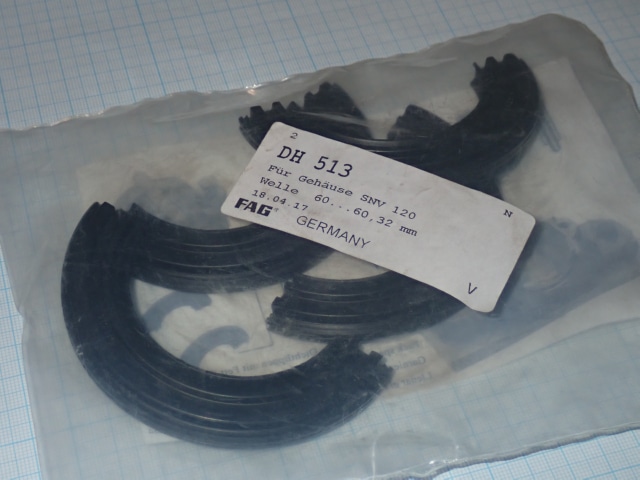 2
DH 513
Für Gehäuse SNV 120
N
Welle 60...60,32 mm
18.04.17
FAG®
GERMANY
V